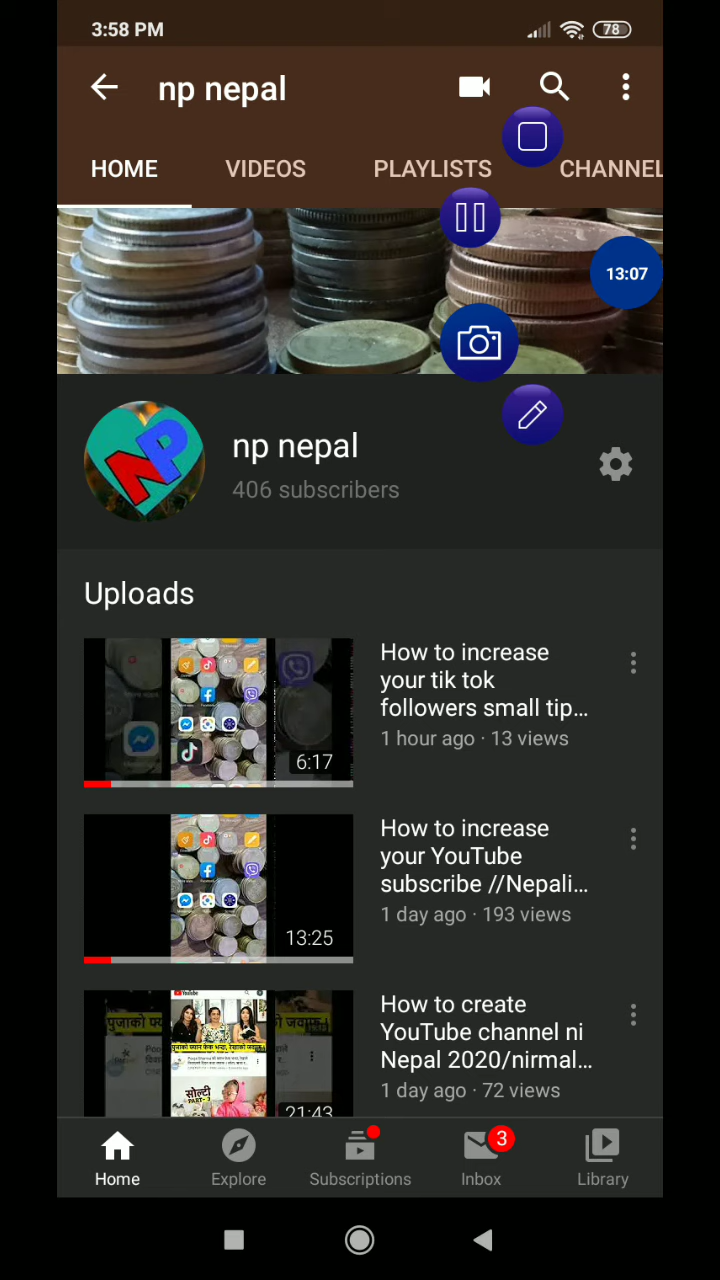 3:58 PM
78
np nepal
HOME VIDEOS PLAYLISTS CHANNEL
13:07
NP
np nepal
406 subscribers
Uploads
How to increase
your tik tok
followers small tip...
1 hour ago · 13 views
6:17
How to increase
your YouTube
subscribe //Nepali...
1 day ago · 193 views
13:25
YouTube
How to create
YouTube channel ni
Nepal 2020/nirmal...
1 day ago · 72 views
सोल्टी
PART-
21:43
3
Home Explore Subscriptions Inbox Library